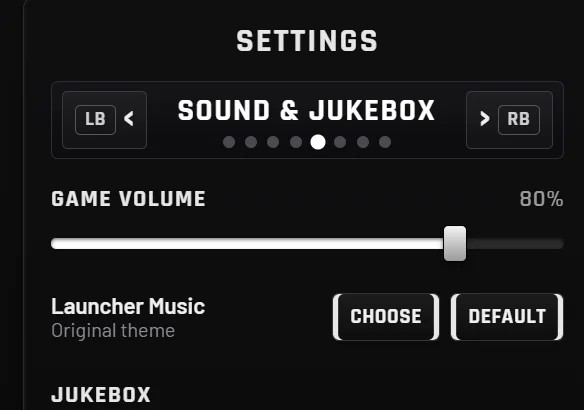 SETTINGS
LB < SOUND & JUKEBOX > RB
GAME VOLUME 80%
Launcher Music
Original theme
CHOOSE DEFAULT
JUKEBOX